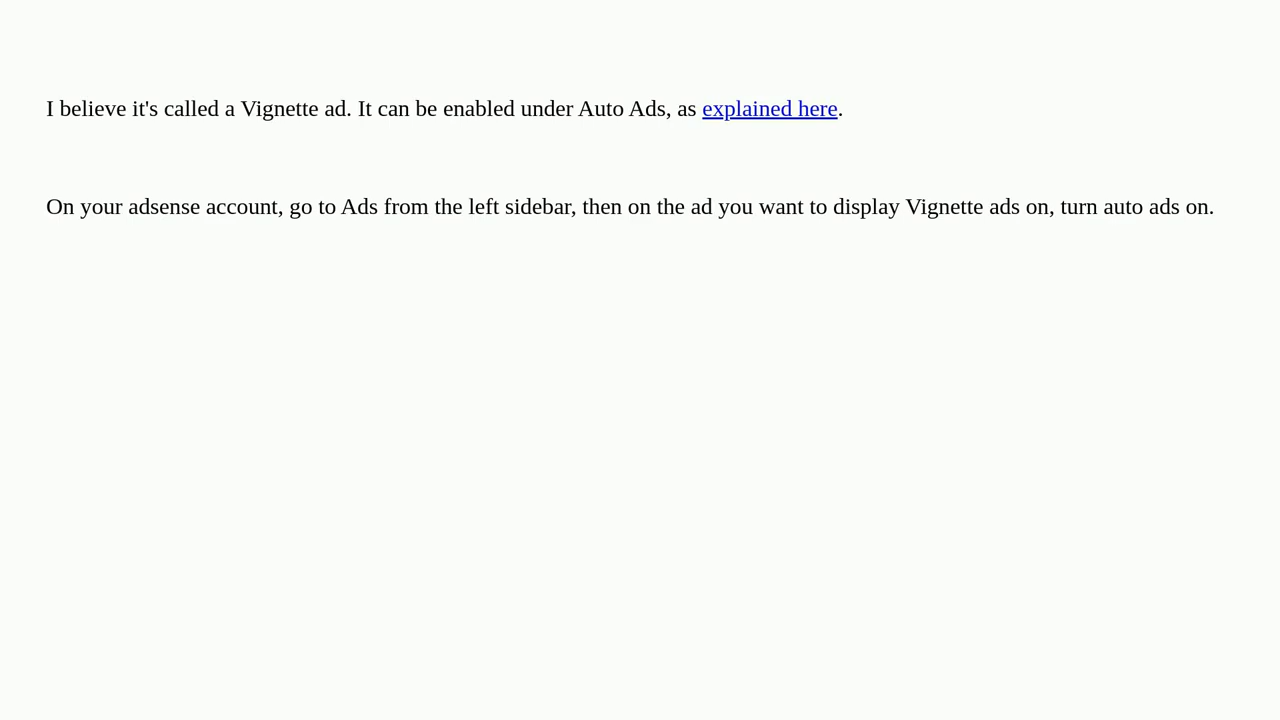 I believe it's called a Vignette ad. It can be enabled under Auto Ads, as explained here.
On your adsense account, go to Ads from the left sidebar, then on the ad you want to display Vignette ads on, turn auto ads on.